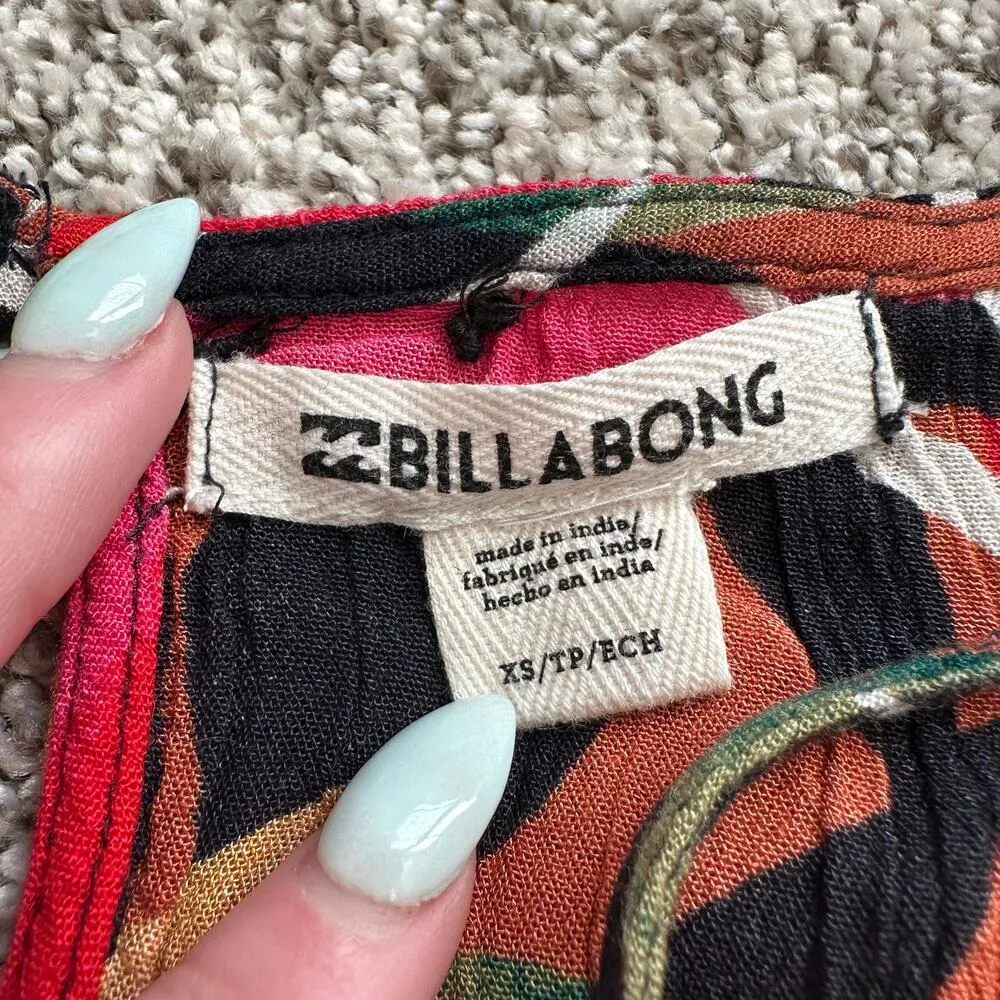 BILLABONG
made in india/
fabriqué en inde/
hecho en india
XS/TP/ECH